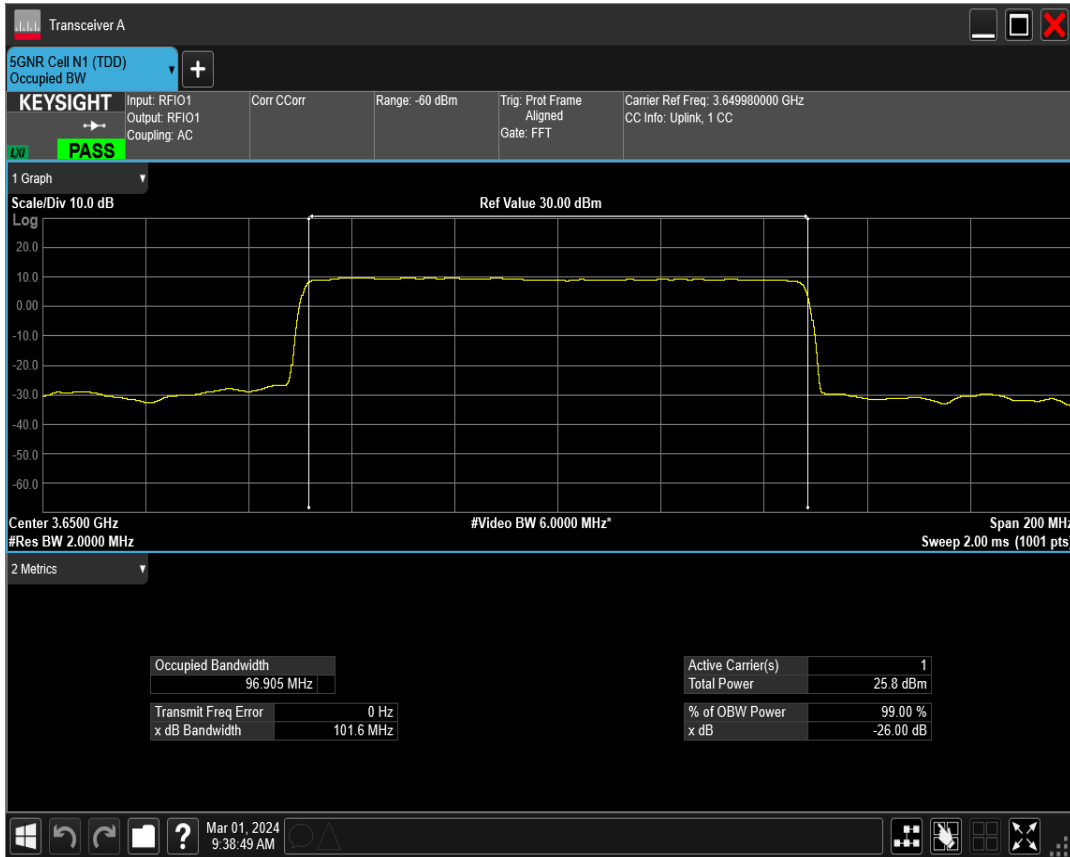 Transceiver A
5GNR Cell N1 (TDD)
Occupied BW
+
KEYSIGHT
LXI
PASS
Input: RFIO1
Output: RFIO1
Coupling: AC
Corr CCorr
Range: -60 dBm
Trig: Prot Frame
Aligned
Gate: FFT
Carrier Ref Freq: 3.649980000 GHz
CC Info: Uplink, 1 CC
1 Graph
Scale/Div 10.0 dB
Ref Value 30.00 dBm
Log
20.0
10.0
0.00
-10.0
-20.0
-30.0
-40.0
-50.0
-60.0
Center 3.6500 GHz
#Video BW 6.0000 MHz*
Span 200 MHz
#Res BW 2.0000 MHz
Sweep 2.00 ms (1001 pts)
2 Metrics
Occupied Bandwidth
96.905 MHz
Transmit Freq Error 0 Hz
x dB Bandwidth 101.6 MHz
Active Carrier(s) 1
Total Power 25.8 dBm
% of OBW Power 99.00 %
x dB -26.00 dB
?
Mar 01, 2024
9:38:49 AM